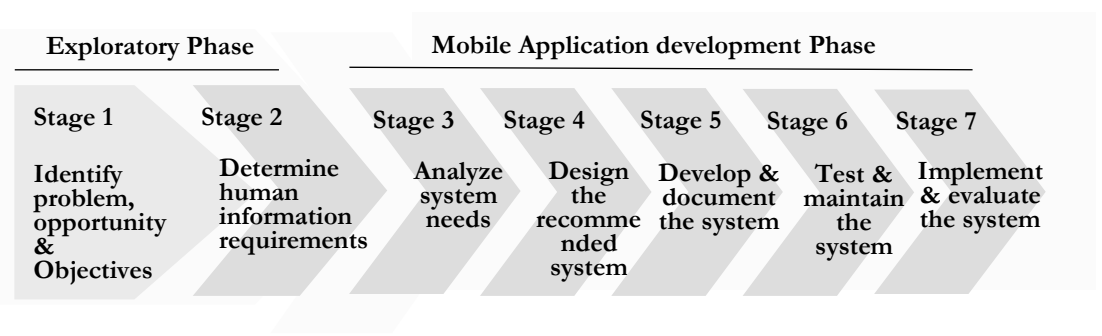 Exploratory Phase
Mobile Application development Phase
Stage 1
Identify
problem,
opportunity
&
Objectives
Stage 2
Determine
human
information
requirements
Stage 3
Analyze
system
needs
Stage 4
Design
the
recomme
nded
system
Stage 5
Develop &
document
the system
Stage 6
Test &
maintain
the
system
Stage 7
Implement
& evaluate
the system